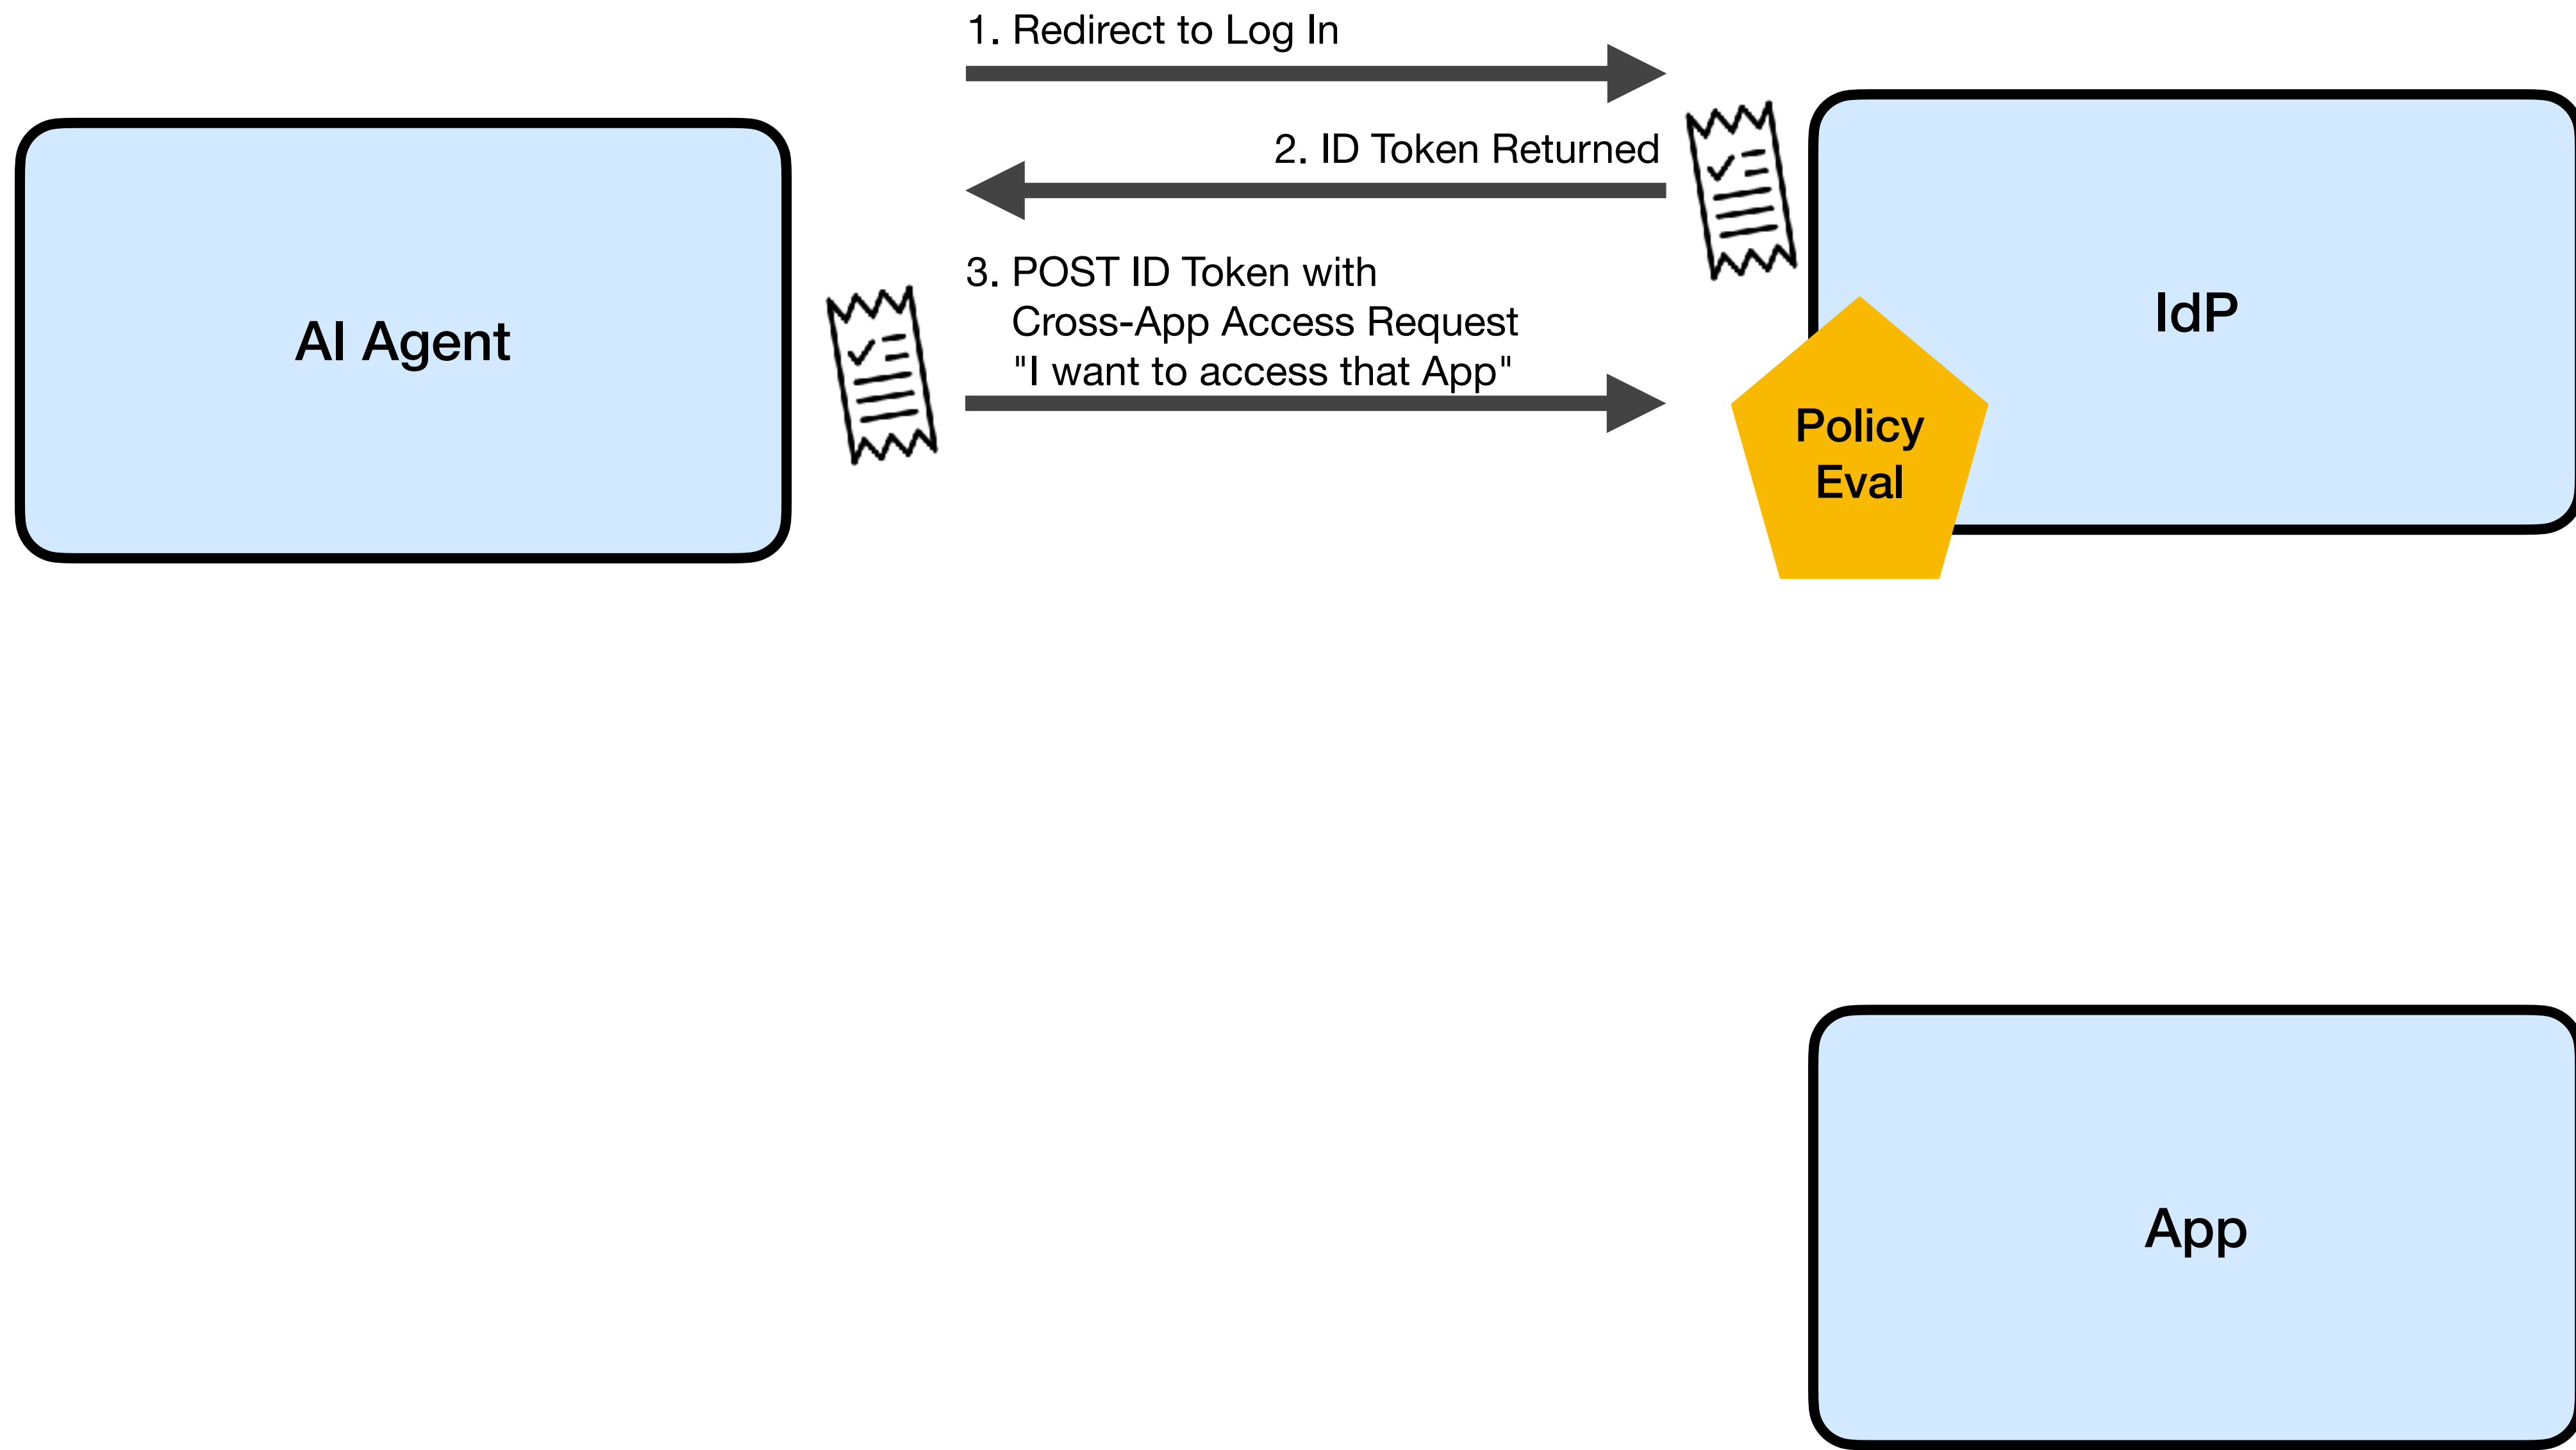 1. Redirect to Log In
2. ID Token Returned
3. POST ID Token with
Cross-App Access Request
"I want to access that App"
AI Agent
IdP
Policy
Eval
App